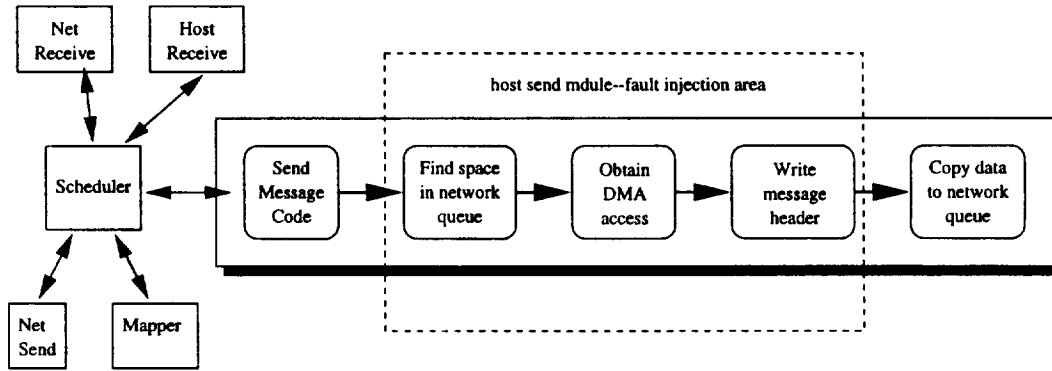 Net
Receive
Host
Receive
host send mdule--fault injection area
Scheduler
Send
Message
Code
Find space
in network
queue
Obtain
DMA
access
Write
message
header
Copy data
to network
queue
Net
Send
Mapper